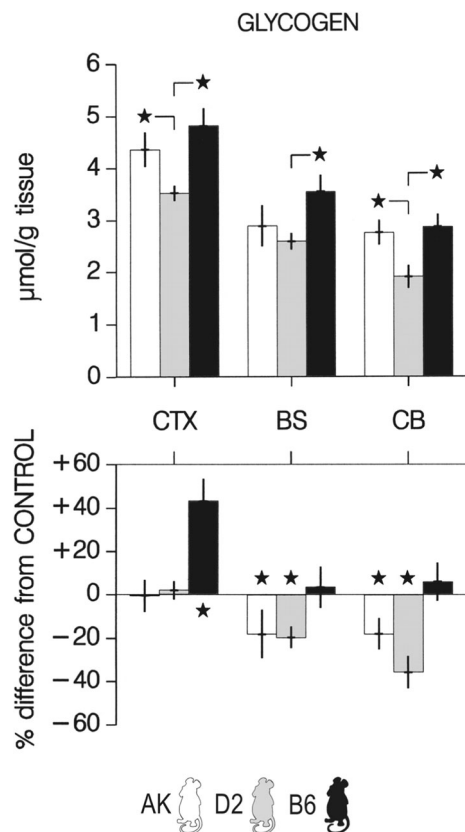 GLYCOGEN
µmol/g tissue
6
5
4
3
2
1
0
CTX BS CB
% difference from CONTROL
+60
+40
+20
0
−20
−40
−60
AK D2 B6